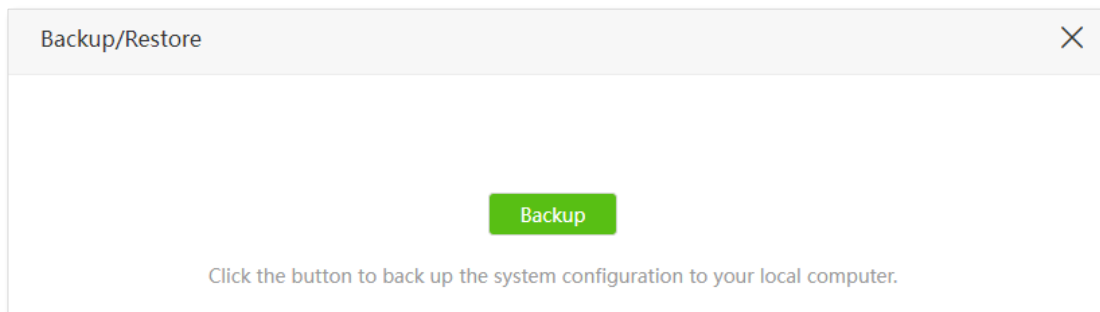 Backup/Restore
Backup
Click the button to back up the system configuration to your local computer.